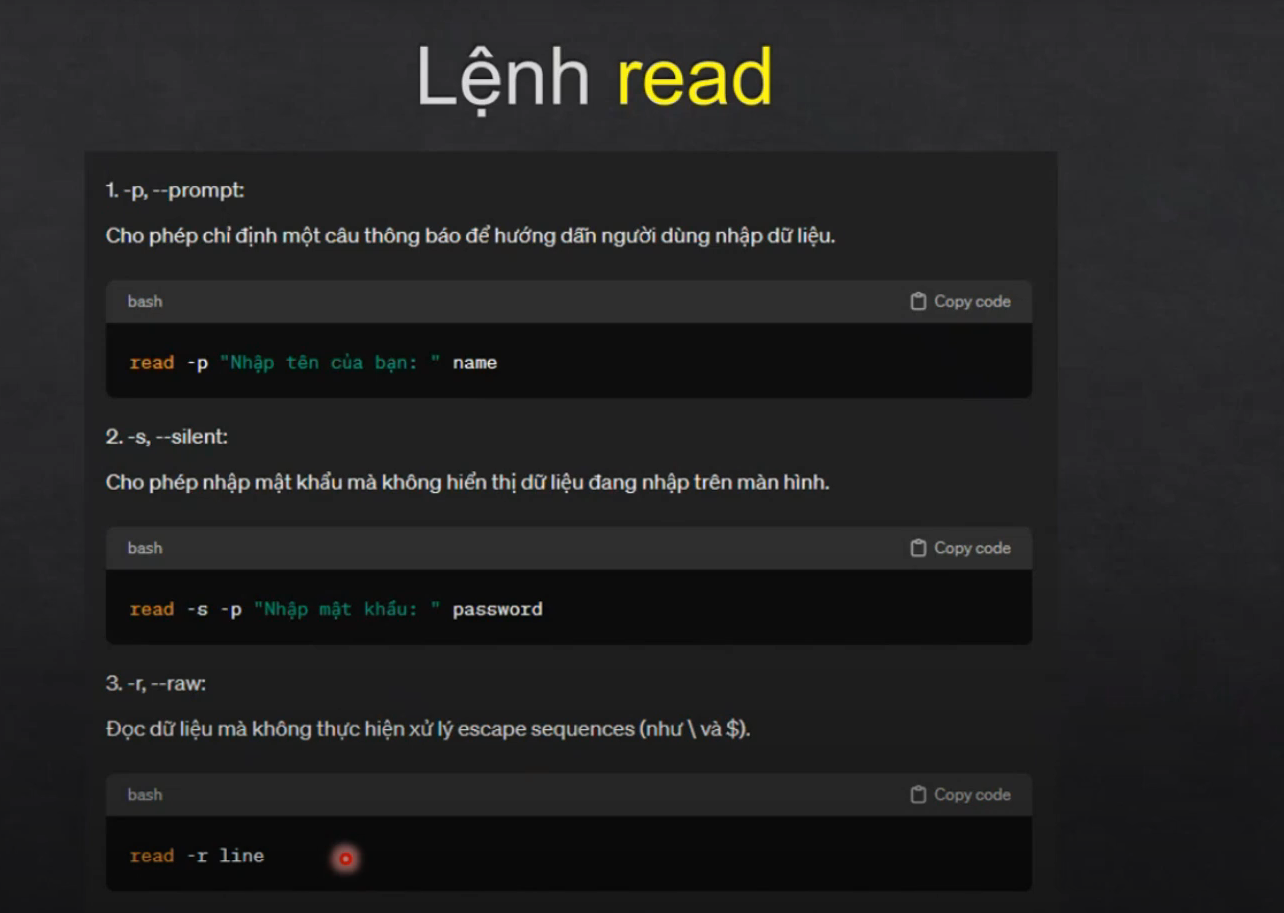 Lệnh read
1. -p, --prompt:
Cho phép chỉ định một câu thông báo để hướng dẫn người dùng nhập dữ liệu.
bash
Copy code
read -p "Nhập tên của bạn: " name
2. -s, --silent:
Cho phép nhập mật khẩu mà không hiển thị dữ liệu đang nhập trên màn hình.
bash
Copy code
read -s -p "Nhập mật khẩu: " password
3. -r, --raw:
Đọc dữ liệu mà không thực hiện xử lý escape sequences (như \ và $).
bash
Copy code
read -r line